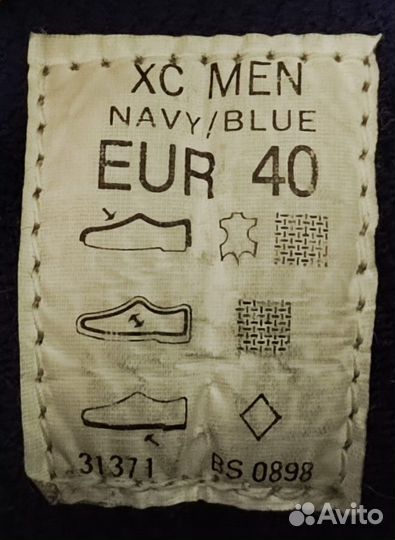 XC MEN
NAVY/BLUE
EUR 40
31371 BS 0898
Avito